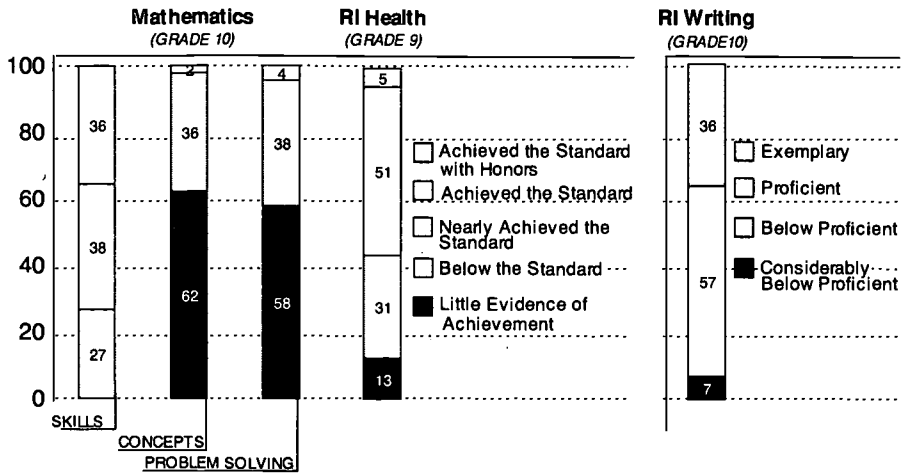 Mathematics
(GRADE 10)
RI Health
(GRADE 9)
RI Writing
(GRADE10)
100
80
60
40
20
0
36
38
27
2
36
62
4
38
58
5
51
31
13
Achieved the Standard
with Honors
Achieved the Standard
Nearly Achieved the
Standard
Below the Standard
Little Evidence of
Achievement
36
57
7
Exemplary
Proficient
Below Proficient
Considerably
Below Proficient
SKILLS
CONCEPTS
PROBLEM SOLVING